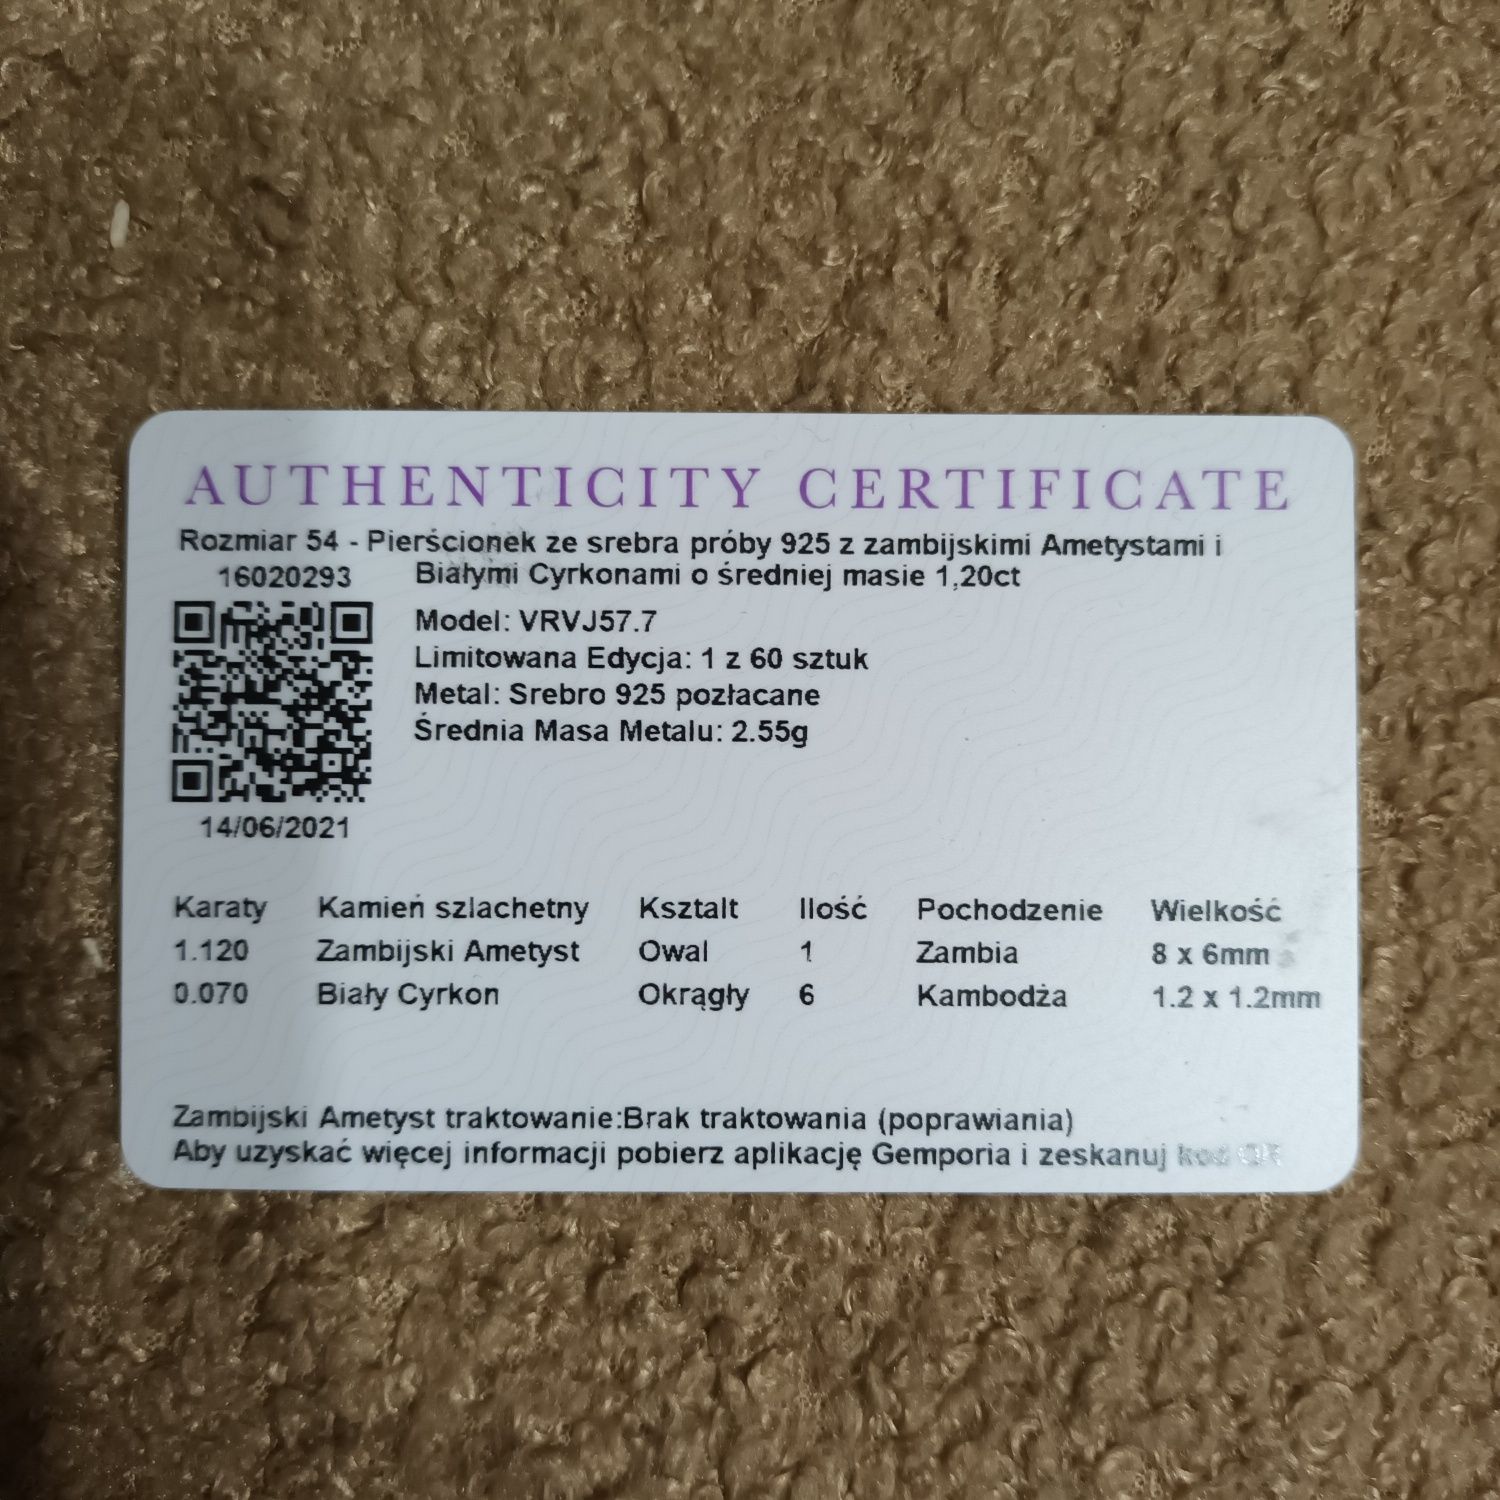 AUTHENTICITY CERTIFICATE
Rozmiar 54 - Pierścionek ze srebra próby 925 z zambijskimi Ametystami i
16020293 Białymi Cyrkonami o średniej masie 1,20ct
Model: VRVJ57.7
Limitowana Edycja: 1 z 60 sztuk
Metal: Srebro 925 pozłacane
Średnia Masa Metalu: 2.55g
14/06/2021
Karaty Kamień szlachetny Kształt Ilość Pochodzenie Wielkość
1.120 Zambijski Ametyst Owal 1 Zambia 8 x 6mm
0.070 Biały Cyrkon Okrągły 6 Kambodża 1.2 x 1.2mm
Zambijski Ametyst traktowanie:Brak traktowania (poprawiania)
Aby uzyskać więcej informacji pobierz aplikację Gemporia i zeskanuj kod